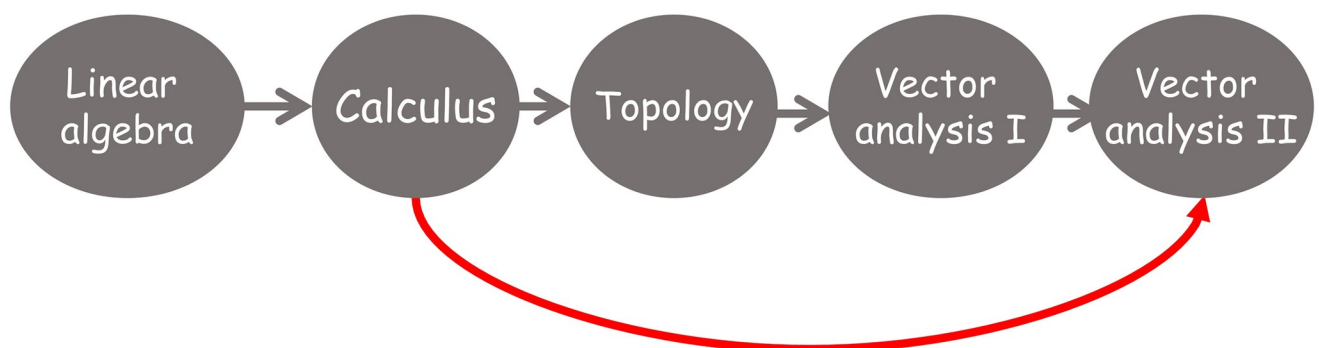 Linear
algebra
Calculus
Topology
Vector
analysis I
Vector
analysis II